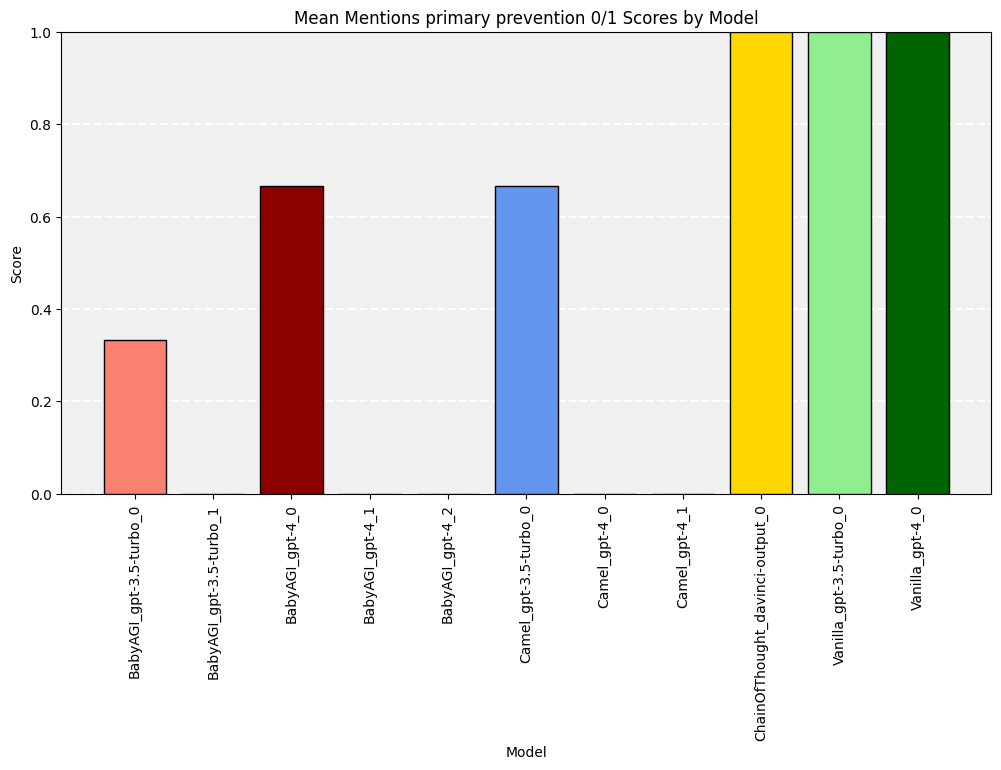 Mean Mentions primary prevention 0/1 Scores by Model
Score
1.0
0.8
0.6
0.4
0.2
0.0
BabyAGI_gpt-3.5-turbo_0
BabyAGI_gpt-3.5-turbo_1
BabyAGI_gpt-4_0
BabyAGI_gpt-4_1
BabyAGI_gpt-4_2
Camel_gpt-3.5-turbo_0
Camel_gpt-4_0
Camel_gpt-4_1
ChainOfThought_davinci-output_0
Vanilla_gpt-3.5-turbo_0
Vanilla_gpt-4_0
Model